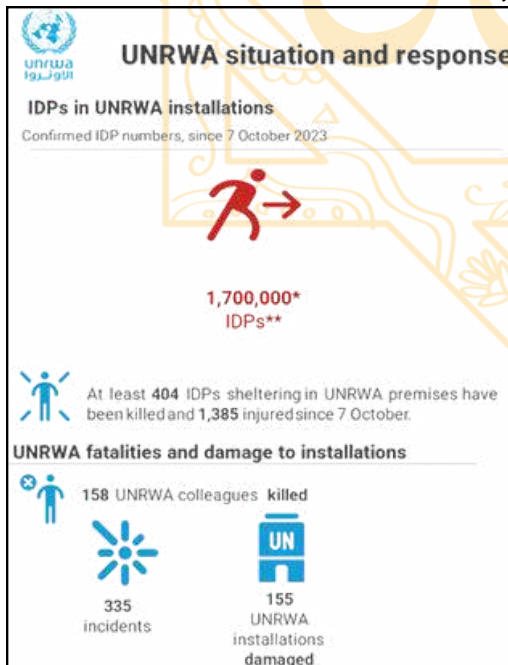 unrwa
الأونروا
UNRWA situation and response
IDPs in UNRWA installations
Confirmed IDP numbers, since 7 October 2023
1,700,000*
IDPs**
At least 404 IDPs sheltering in UNRWA premises have
been killed and 1,385 injured since 7 October.
UNRWA fatalities and damage to installations
158 UNRWA colleagues killed
UN
335
incidents
155
UNRWA
installations
damaged